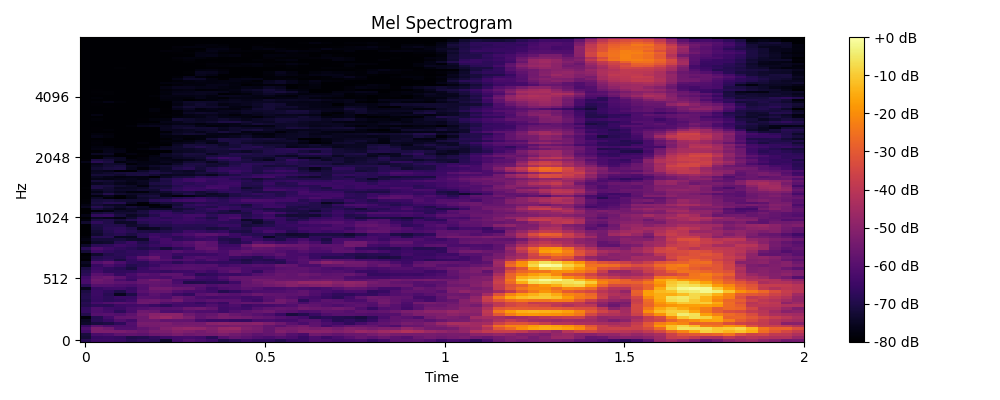 Mel Spectrogram
Hz
4096
2048
1024
512
0
0 0.5 1 1.5 2
Time
+0 dB
-10 dB
-20 dB
-30 dB
-40 dB
-50 dB
-60 dB
-70 dB
-80 dB